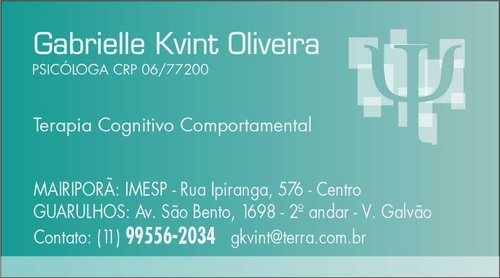 Gabrielle Kvint Oliveira
PSICÓLOGA CRP 06/77200
Terapia Cognitivo Comportamental
MAIRIPORÃ: IMESP - Rua Ipiranga, 576 - Centro
GUARULHOS: Av. São Bento, 1698 - 2º andar - V. Galvão
Contato: (11) 99556-2034 gkvint@terra.com.br